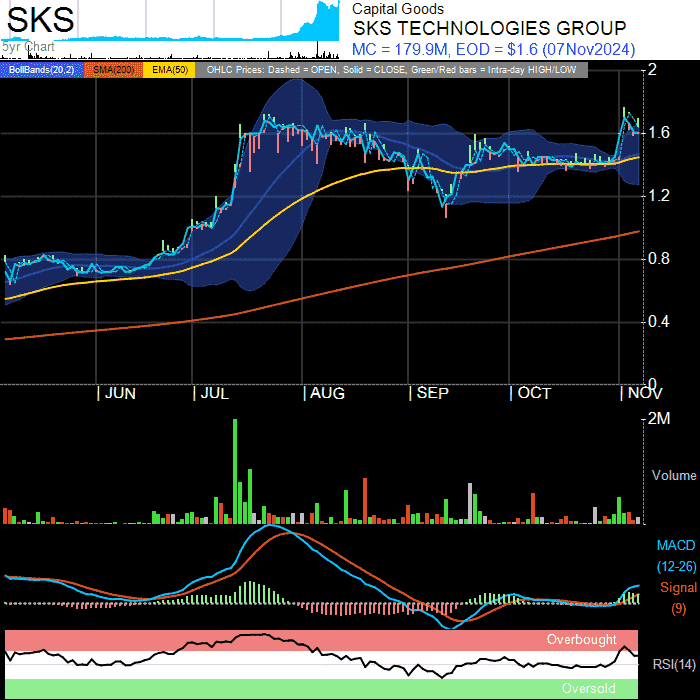 SKS
Capital Goods
SKS TECHNOLOGIES GROUP
5yr Chart
MC = 179.9M, EOD = $1.6 (07Nov2024)
BollBands(20,2) SMA(200) EMA(50) OHLC Prices: Dashed = OPEN, Solid = CLOSE, Green/Red bars = Intra-day HIGH/LOW
2
1.6
1.2
0.8
0.4
0
JUN JUL AUG SEP OCT NOV
2M
Volume
MACD
(12-26)
Signal
(9)
Overbought
RSI(14)
Oversold